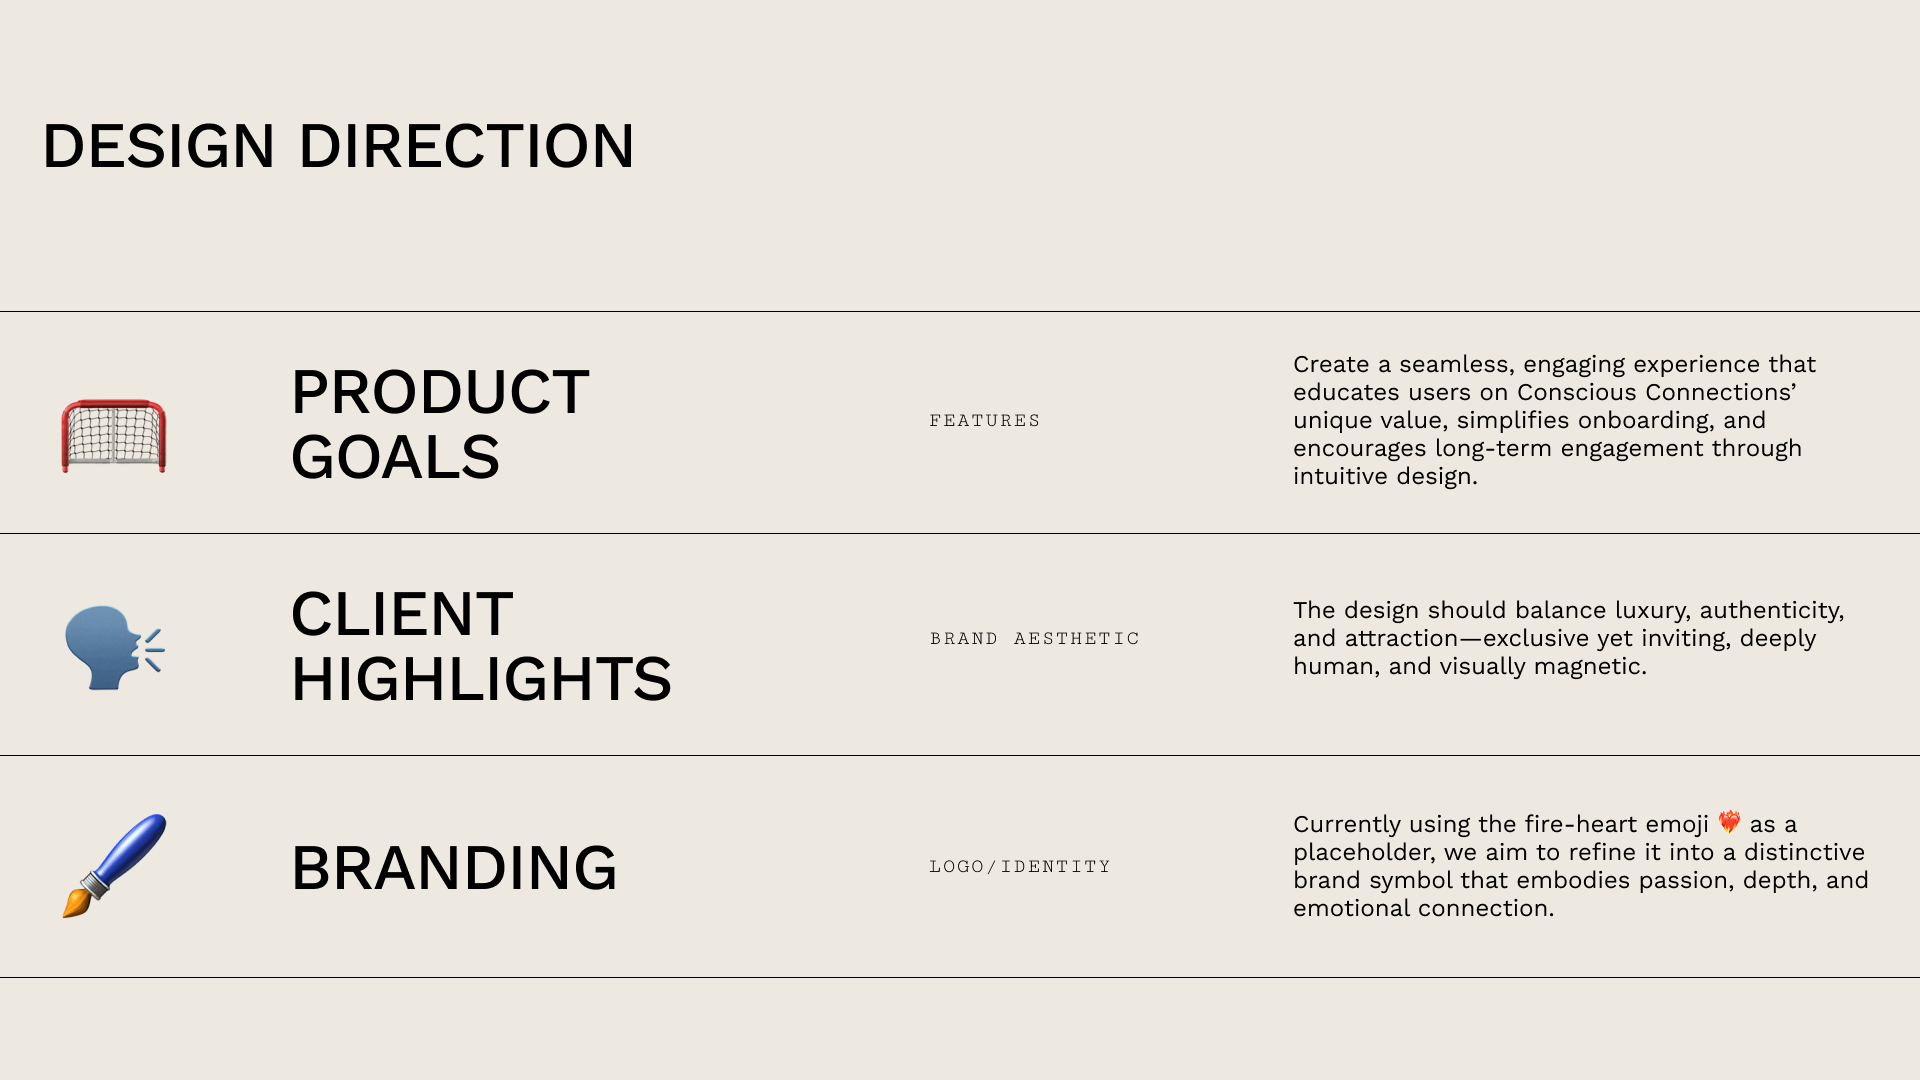 DESIGN DIRECTION
PRODUCT
GOALS
FEATURES
Create a seamless, engaging experience that
educates users on Conscious Connections’
unique value, simplifies onboarding, and
encourages long-term engagement through
intuitive design.
CLIENT
HIGHLIGHTS
BRAND AESTHETIC
The design should balance luxury, authenticity,
and attraction—exclusive yet inviting, deeply
human, and visually magnetic.
BRANDING
LOGO/IDENTITY
Currently using the fire-heart emoji ❤️‍🔥 as a
placeholder, we aim to refine it into a distinctive
brand symbol that embodies passion, depth, and
emotional connection.